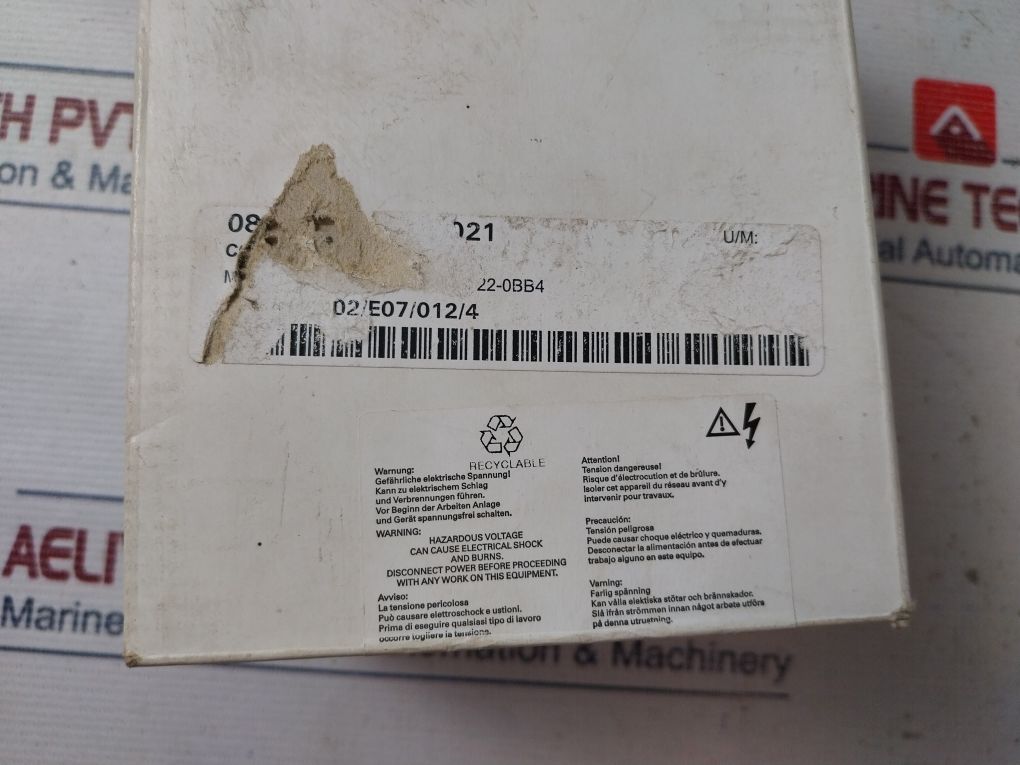 TH PVT
on & Ma
INE TE
al Automa
08
021
U/M:
22-0BB4
02/E07/012/4
RECYCLABLE
Warnung:
Gefährliche elektrische Spannung!
Kann zu elektrischem Schlag
und Verbrennungen führen.
Vor Beginn der Arbeiten Anlage
und Gerät spannungsfrei schalten.
WARNING:
HAZARDOUS VOLTAGE
CAN CAUSE ELECTRICAL SHOCK
AND BURNS.
DISCONNECT POWER BEFORE PROCEEDING
WITH ANY WORK ON THIS EQUIPMENT.
Avviso:
La tensione pericolosa
Può causare elettroschock e ustioni.
Prima di eseguire qualsiasi tipo di lavoro
occorre togliere la tensione.
Attention!
Tension dangereuse!
Risque d'électrocution et de brûlure.
Isoler cet appareil du réseau avant d'y
intervenir pour travaux.
Precaución:
Tensión peligrosa
Puede causar choque eléctrico y quemaduras.
Desconectar la alimentación antes de efectuar
trabajo alguno en este equipo.
Varning:
Farlig spänning
Kan vålla elektiska stötar och brännskador.
Slå ifrån strömmen innan något arbete utförs
på denna utrustning.
AELI
Marine
omation & Machinery